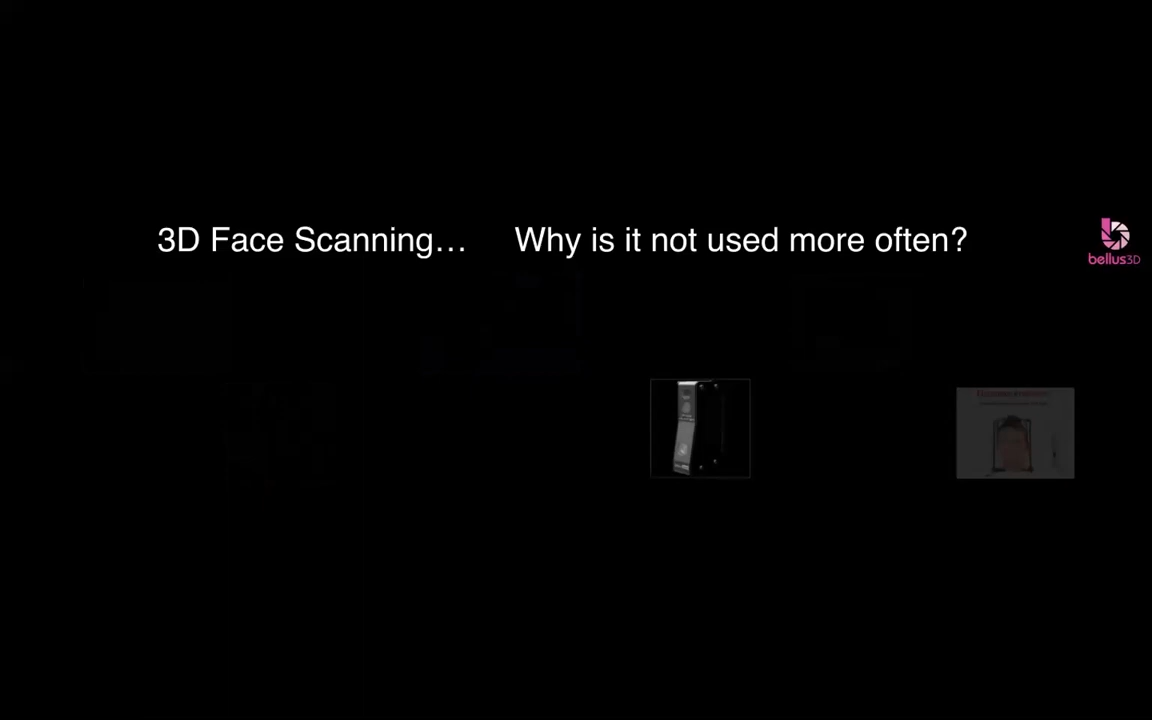 3D Face Scanning… Why is it not used more often?
bellus3D